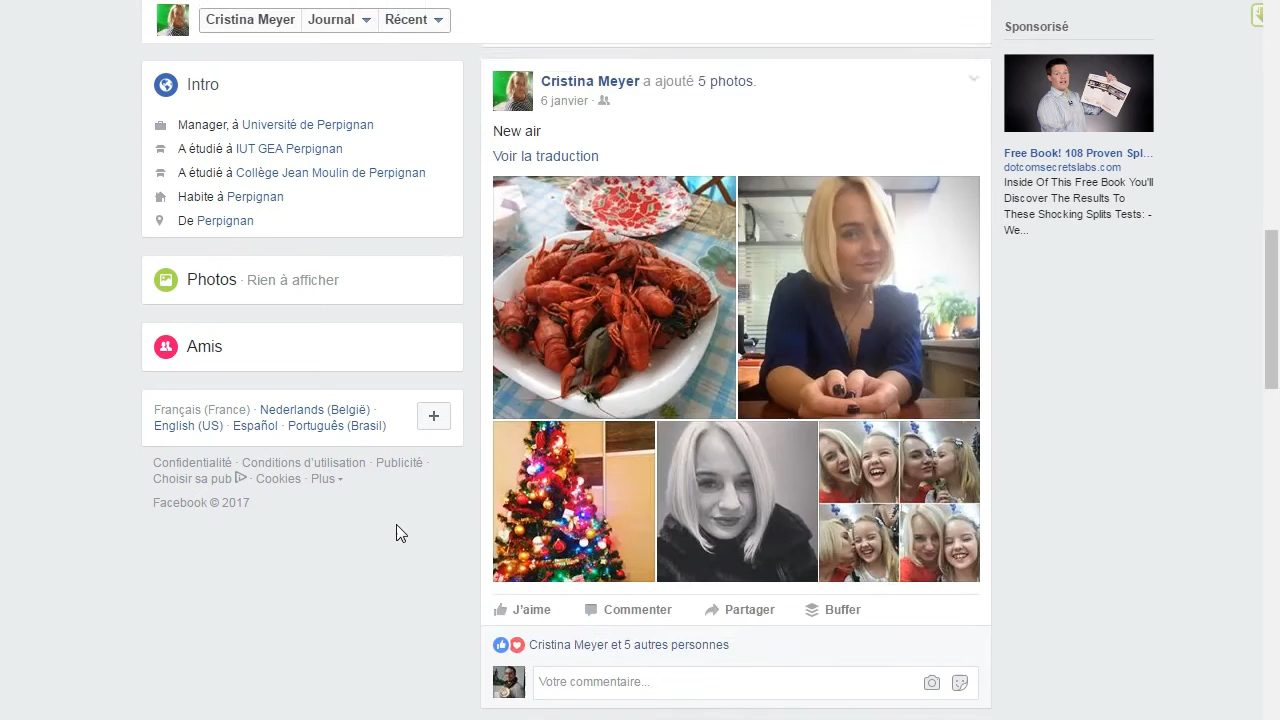 Cristina Meyer
Journal
Récent
Intro
Manager, à Université de Perpignan
A étudié à IUT GEA Perpignan
A étudié à Collège Jean Moulin de Perpignan
Habite à Perpignan
De Perpignan
Photos · Rien à afficher
Amis
Français (France) · Nederlands (België) ·
English (US) · Español · Português (Brasil)
Confidentialité · Conditions d'utilisation · Publicité ·
Choisir sa pub · Cookies · Plus
Facebook © 2017
Cristina Meyer a ajouté 5 photos.
6 janvier ·
New air
Voir la traduction
J'aime
Commenter
Partager
Buffer
Cristina Meyer et 5 autres personnes
Votre commentaire...
Sponsorisé
Free Book! 108 Proven Spl...
dotcomsecretslabs.com
Inside Of This Free Book You'll
Discover The Results To
These Shocking Splits Tests: -
We...